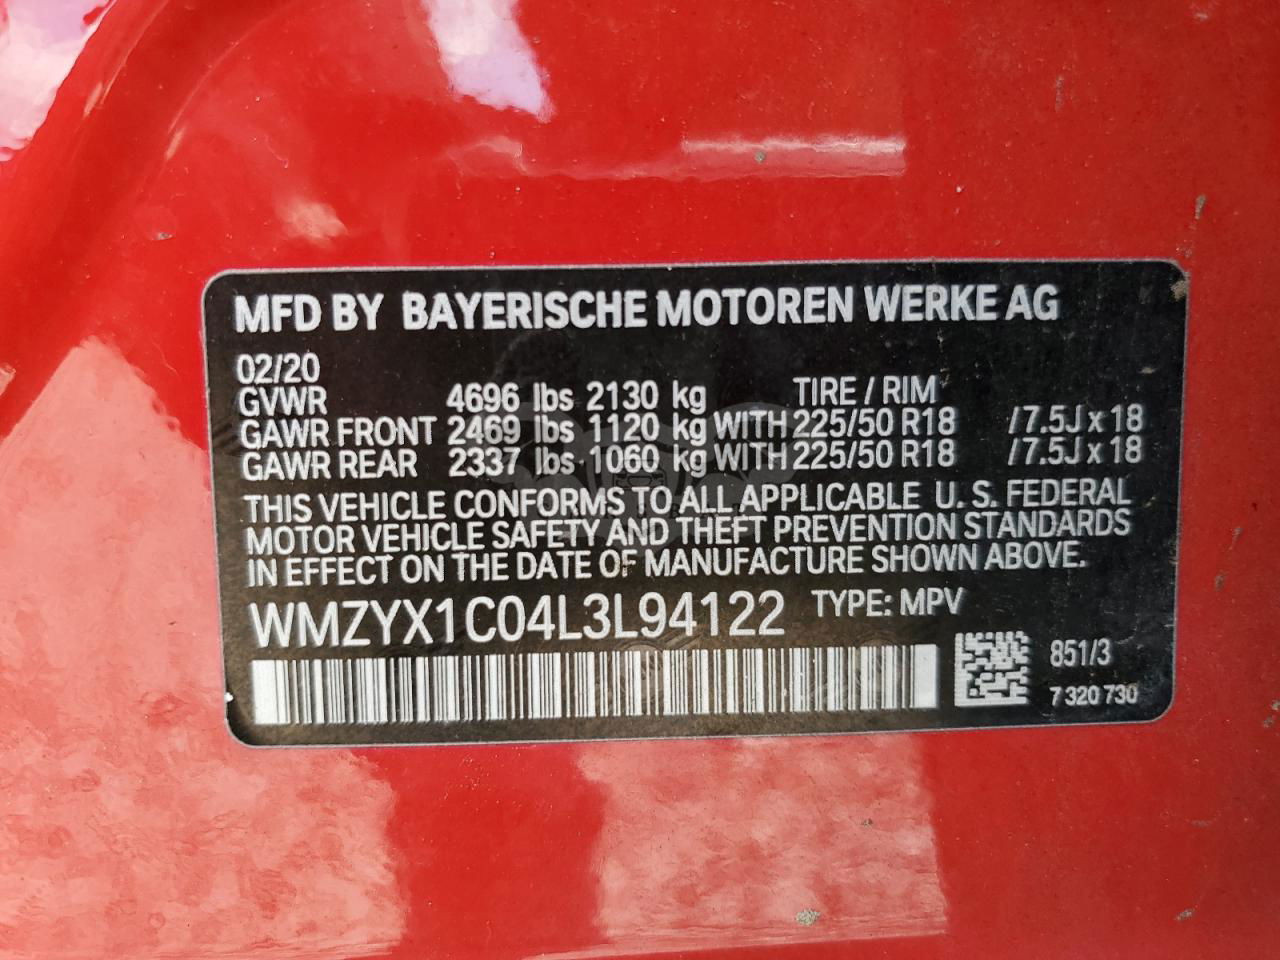 MFD BY BAYERISCHE MOTOREN WERKE AG
02/20
GVWR 4696 lbs 2130 kg TIRE / RIM
GAWR FRONT 2469 lbs 1120 kg WITH 225/50 R18 /7.5J x 18
GAWR REAR 2337 lbs 1060 kg WITH 225/50 R18 /7.5J x 18
THIS VEHICLE CONFORMS TO ALL APPLICABLE U. S. FEDERAL
MOTOR VEHICLE SAFETY AND THEFT PREVENTION STANDARDS
IN EFFECT ON THE DATE OF MANUFACTURE SHOWN ABOVE.
WMZYX1C04L3L94122 TYPE: MPV
851/3
7 320 730